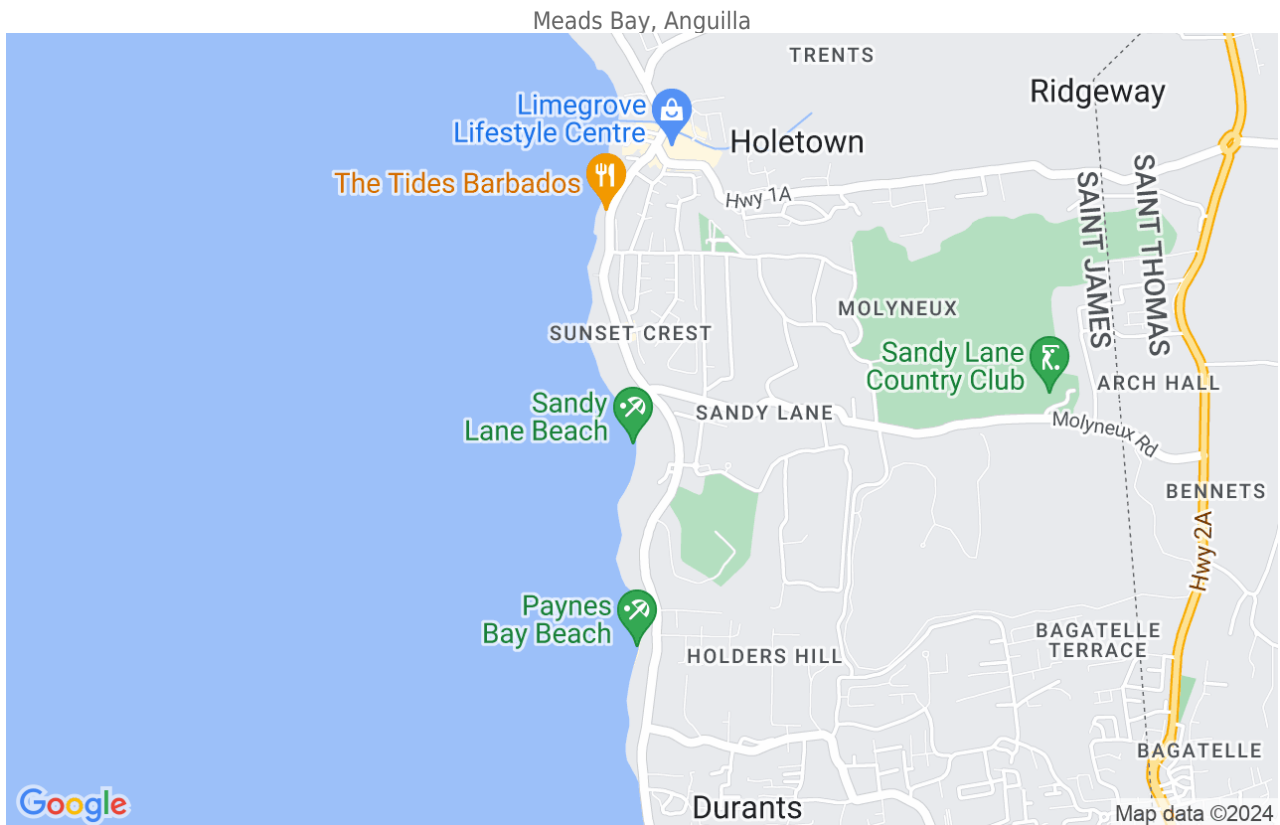 Meads Bay, Anguilla
TRENTS
Ridgeway
Limegrove
Lifestyle Centre
Holetown
The Tides Barbados
Hwy 1A
SAINT JAMES
SAINT THOMAS
MOLYNEUX
SUNSET CREST
Sandy Lane
Country Club
ARCH HALL
Sandy
Lane Beach
SANDY LANE
Molyneux Rd
BENNETS
Hwy 2A
Paynes
Bay Beach
BAGATELLE
TERRACE
HOLDERS HILL
BAGATELLE
Durants
Google
Map data ©2024